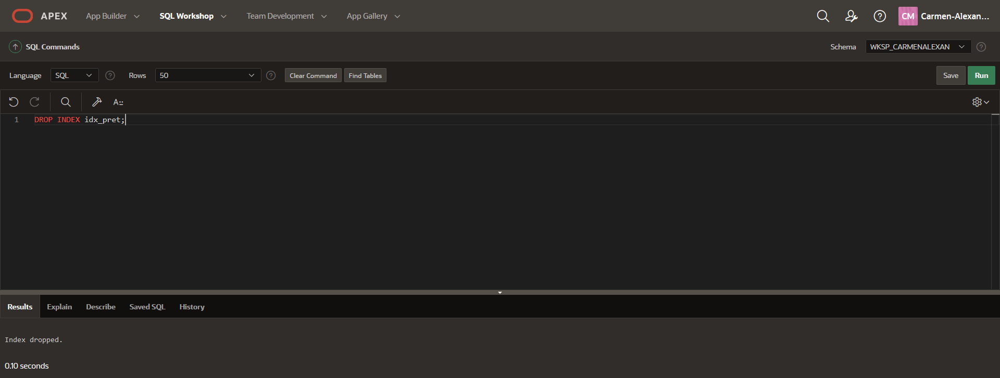 APEX App Builder SQL Workshop Team Development App Gallery CM Carmen-Alexan...
SQL Commands Schema WKSP_CARMENALEXAN ?
Language SQL ? Rows 50 ? Clear Command Find Tables Save Run
A::
1 DROP INDEX idx_pret;
Results Explain Describe Saved SQL History
Index dropped.
0.10 seconds